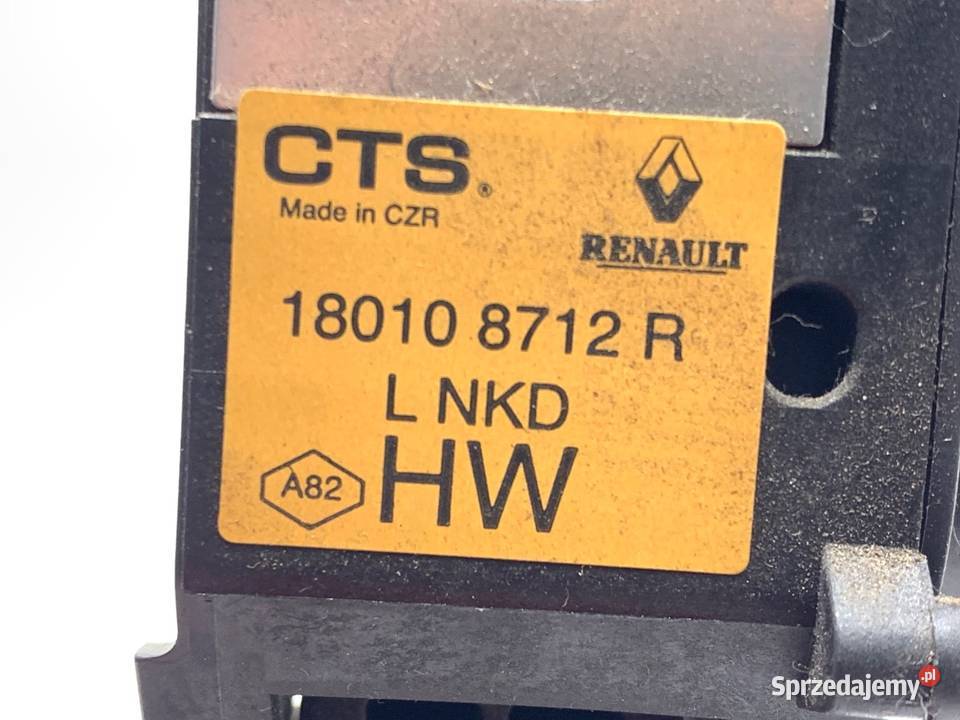 CTS®
Made in CZR
RENAULT
18010 8712 R
L NKD
A82
HW
Sprzedajemy.pl